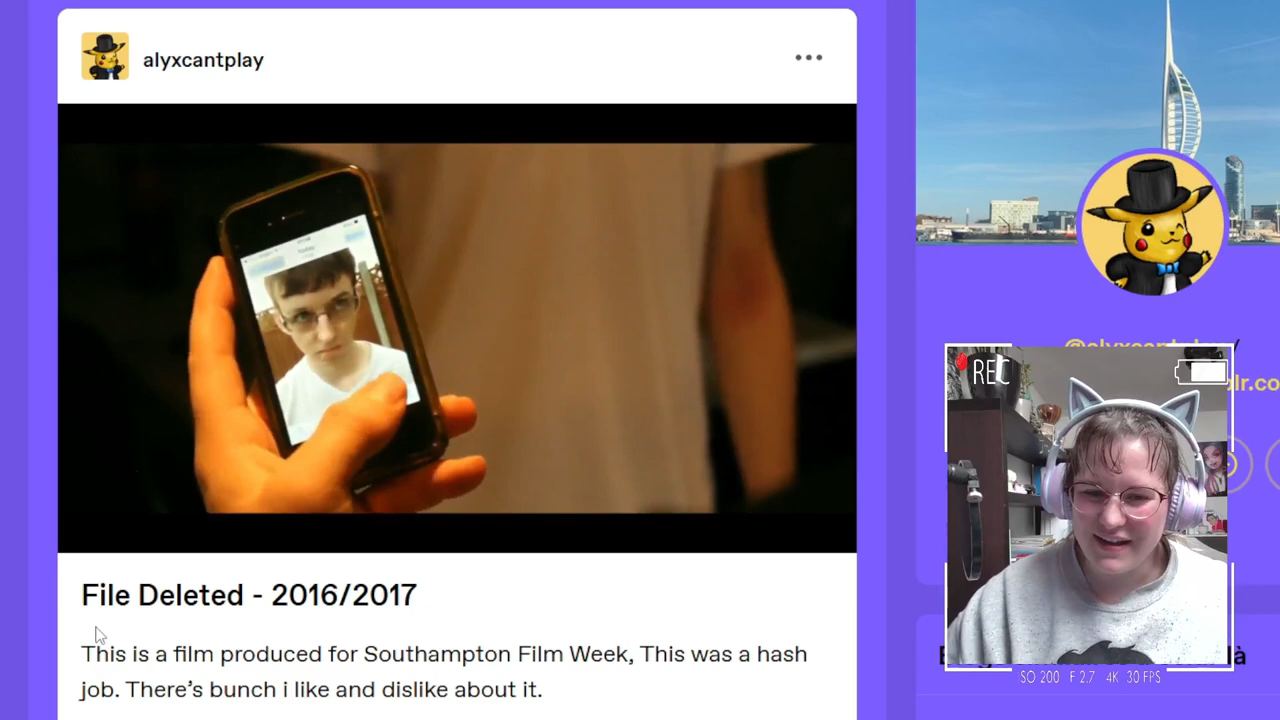 alyxcantplay
File Deleted - 2016/2017
This is a film produced for Southampton Film Week, This was a hash
job. There's bunch i like and dislike about it.
REC
SO 200 F 2.7 4K 30 FPS